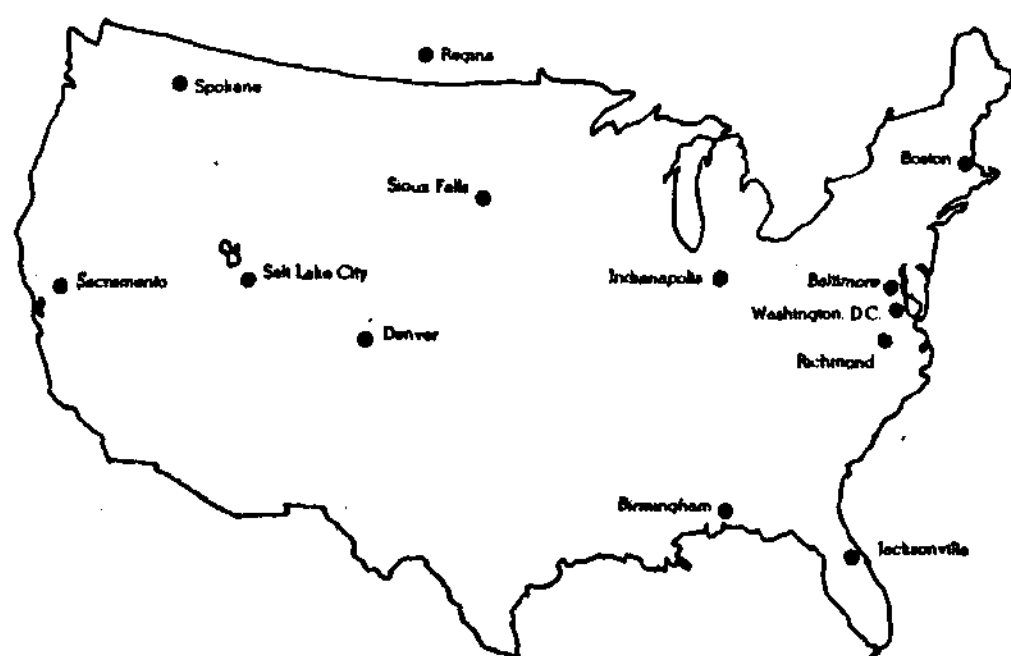 Regina
Spokane
Boston
Sioux Falls
Salt Lake City
Sacramento
Indianapolis
Baltimore
Washington, D.C.
Denver
Richmond
Birmingham
Jacksonville